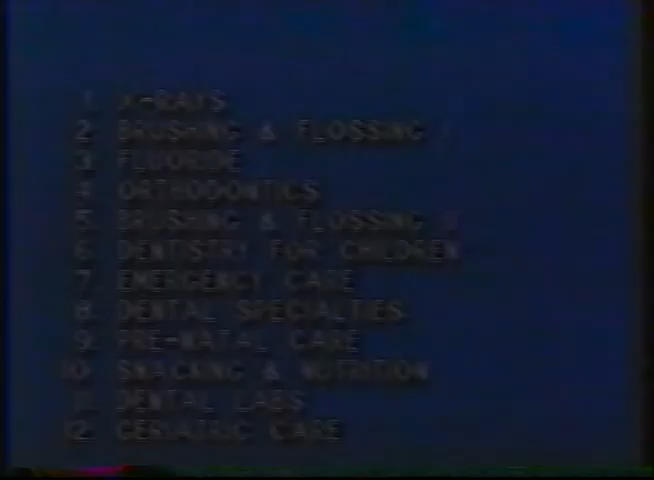 1 X-RAYS
2 BRUSHING & FLOSSING
3 FLUORIDE
4 ORTHODONTICS
5 BRUSHING & FLOSSING
6 DENTISTRY FOR CHILDREN
7 EMERGENCY CARE
8 DENTAL SPECIALTIES
9 PRE-NATAL CARE
10 SNACKING & NUTRITION
11 DENTAL LABS
12 GERIATRIC CARE